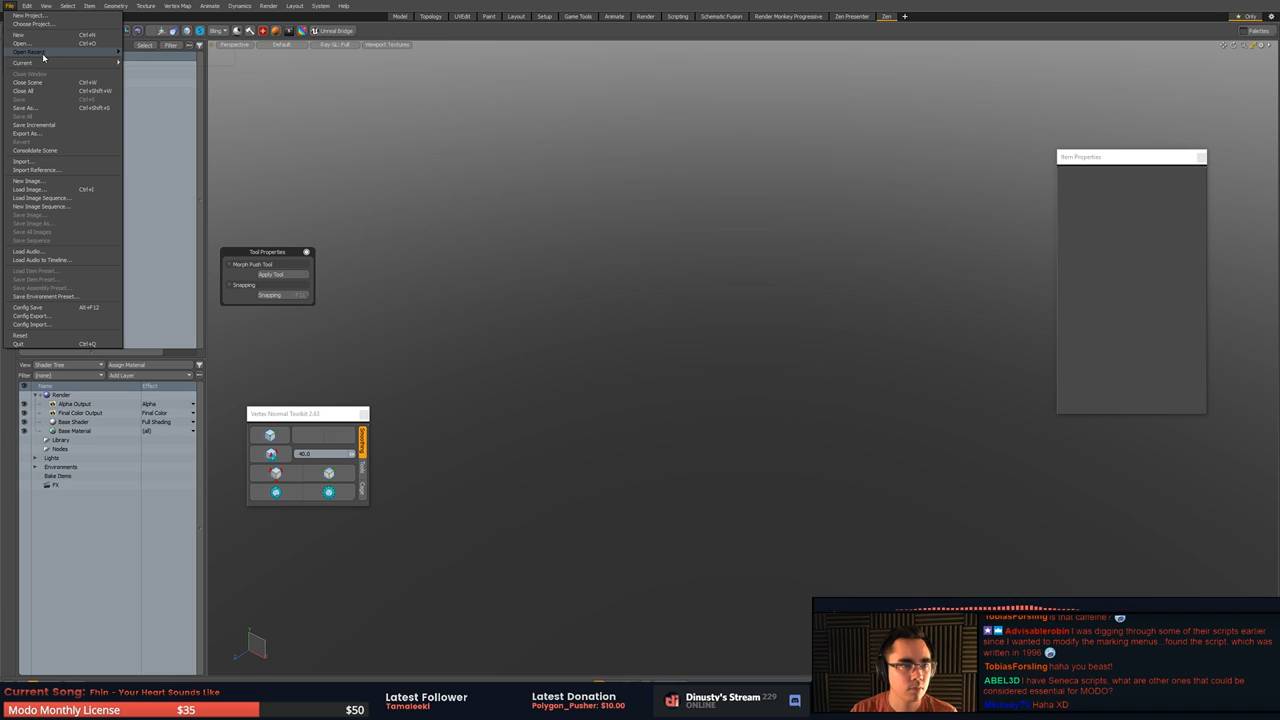 File Edit View Select Item Geometry Texture Vertex Map Animate Dynamics Render Layout System Help
Model Topology UVEdit Paint Layout Setup Game Tools Animate Render Scripting Schematic Fusion Render Monkey Progressive Zen Presenter Zen + Only
Bling Unreal Bridge Palettes
Select Filter
Perspective Default Ray GL: Full Viewport Textures
New Project...
Choose Project...
New Ctrl+N
Open... Ctrl+O
Open Recent
Current
Close Window
Close Scene Ctrl+W
Close All Ctrl+Shift+W
Save Ctrl+S
Save As... Ctrl+Shift+S
Save All
Save Incremental
Export As...
Revert
Consolidate Scene
Import...
Import Reference...
New Image...
Load Image... Ctrl+I
Load Image Sequence...
New Image Sequence...
Save Image...
Save Image As...
Save All Images
Save Sequence
Load Audio...
Load Audio to Timeline...
Load Item Preset...
Save Item Preset...
Save Assembly Preset...
Save Environment Preset...
Config Save Alt+F12
Config Export...
Config Import...
Reset
Quit Ctrl+Q
Item Properties
Tool Properties
Morph Push Tool
Apply Tool
Snapping
Snapping F11
View Shader Tree Assign Material
Filter (none) Add Layer
Name Effect
Render
Alpha Output Alpha
Final Color Output Final Color
Base Shader Full Shading
Base Material (all)
Library
Nodes
Lights
Environments
Bake Items
FX
Vertex Normal Toolkit 2.63
40.0
Smoothing
Tools
Cage
TobiasForsling is that caffeine?
Advisablerobin I was digging through some of their scripts earlier
since I wanted to modify the marking menus...found the script, which was
written in 1996
TobiasForsling haha you beast!
ABEL3D I have Seneca scripts, what are other ones that could be
considered essential for MODO?
Haha XD
Current Song: Fhin - Your Heart Sounds Like
Modo Monthly License $35 $50
Latest Follower
Tamaleeki
Latest Donation
Polygon_Pusher: $10.00
Dinusty's Stream 229
ONLINE